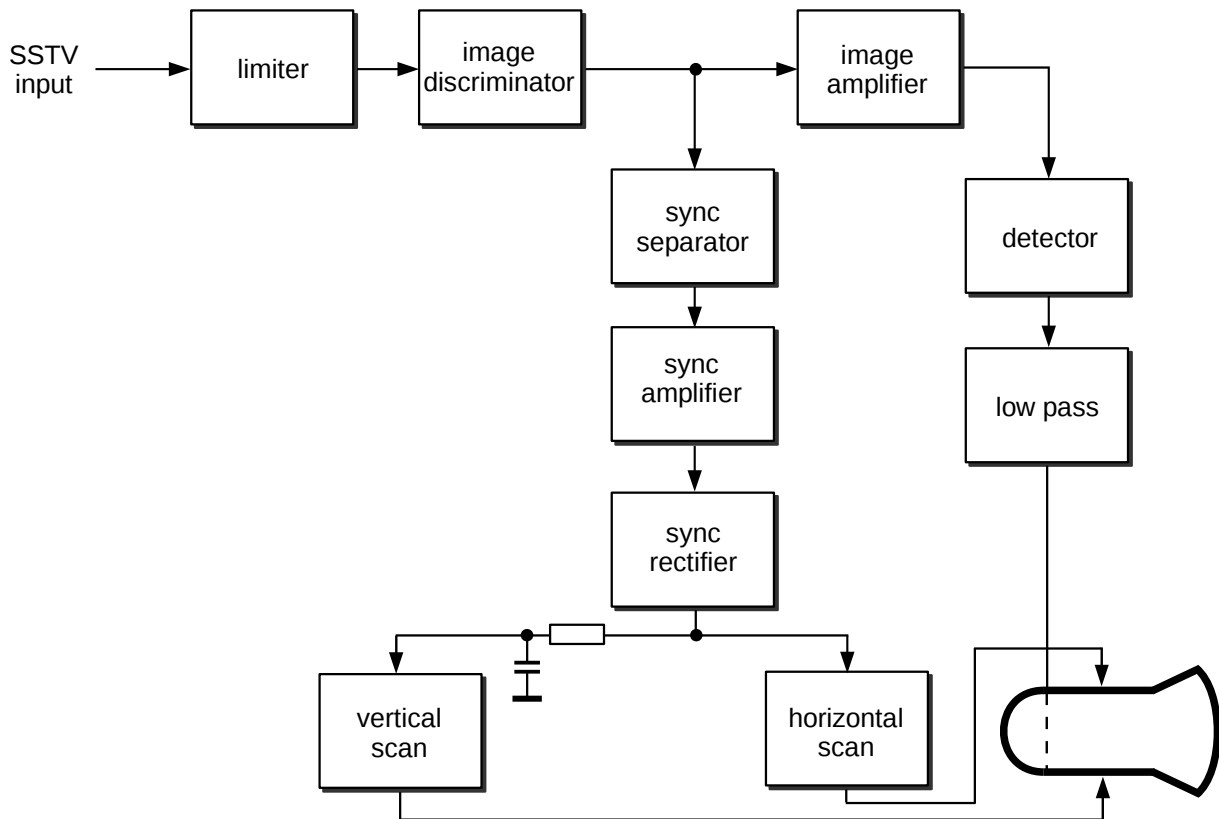 SSTV
input
limiter
image
discriminator
image
amplifier
sync
separator
detector
sync
amplifier
low pass
sync
rectifier
vertical
scan
horizontal
scan